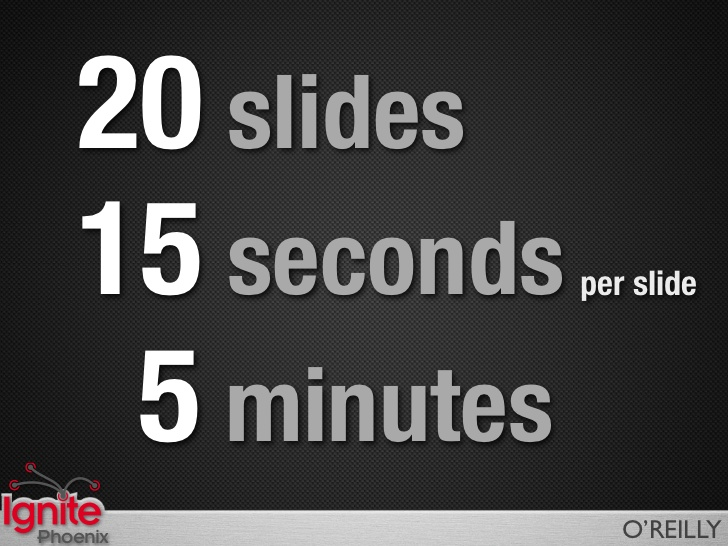 20 slides
15 seconds per slide
5 minutes
Ignite
Phoenix
O'REILLY